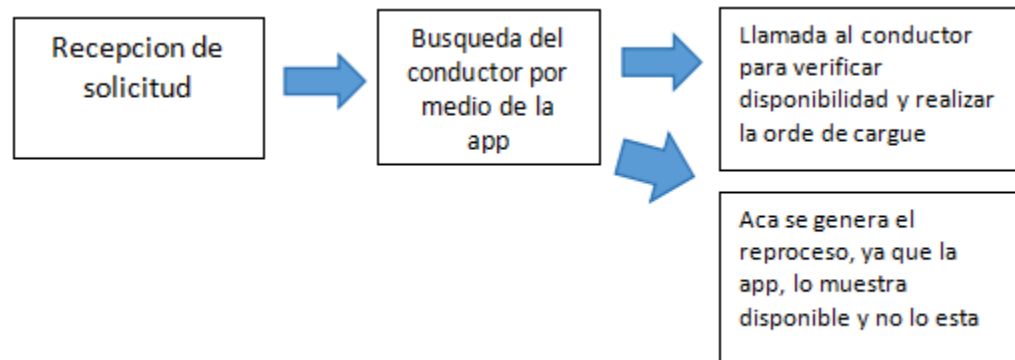 Recepcion de
solicitud
Busqueda del
conductor por
medio de la
app
Llamada al conductor
para verificar
disponibilidad y realizar
la orde de cargue
Aca se genera el
reproceso, ya que la
app, lo muestra
disponible y no lo esta